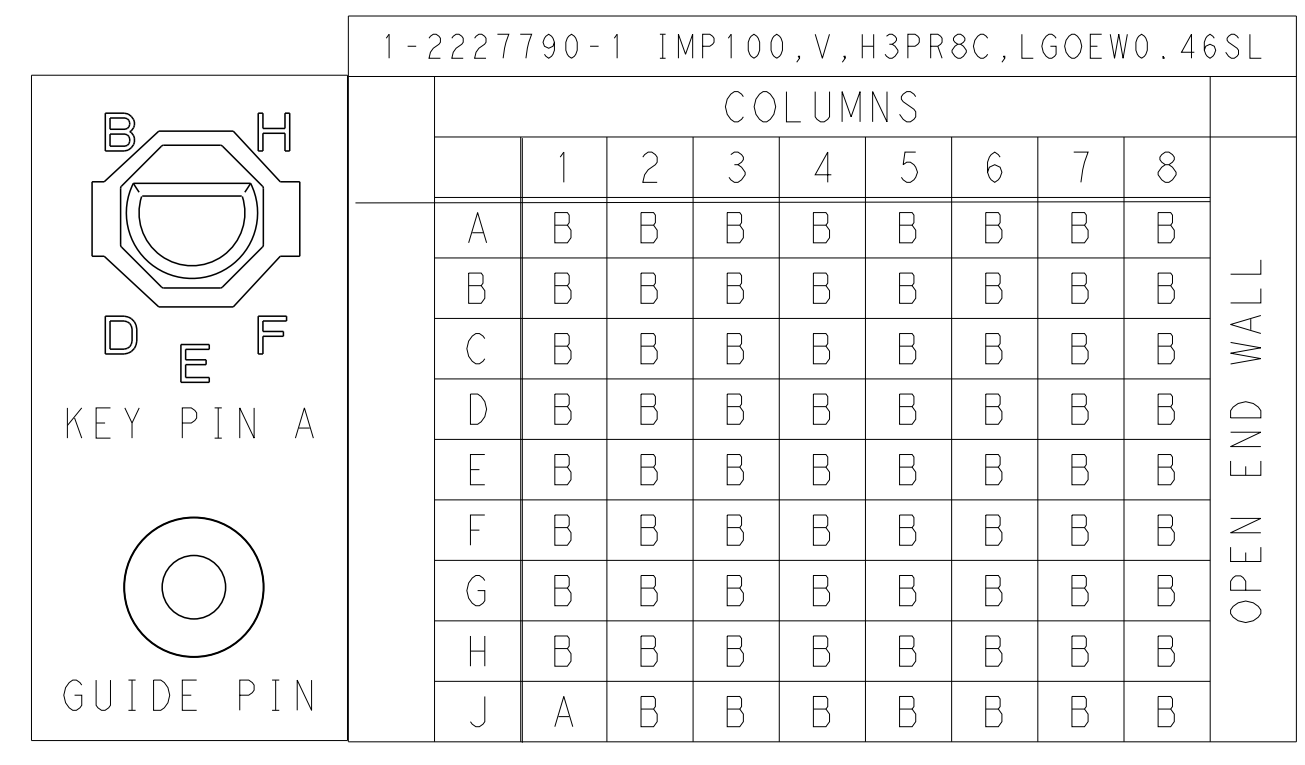 1-2227790-1 IMP100,V,H3PR8C,LGOEW0.46SL
COLUMNS
1 2 3 4 5 6 7 8
A B B B B B B B B
B B B B B B B B B
C B B B B B B B B
D B B B B B B B B
E B B B B B B B B
F B B B B B B B B
G B B B B B B B B
H B B B B B B B B
J A B B B B B B B
OPEN END WALL
B H
D E F
KEY PIN A
GUIDE PIN